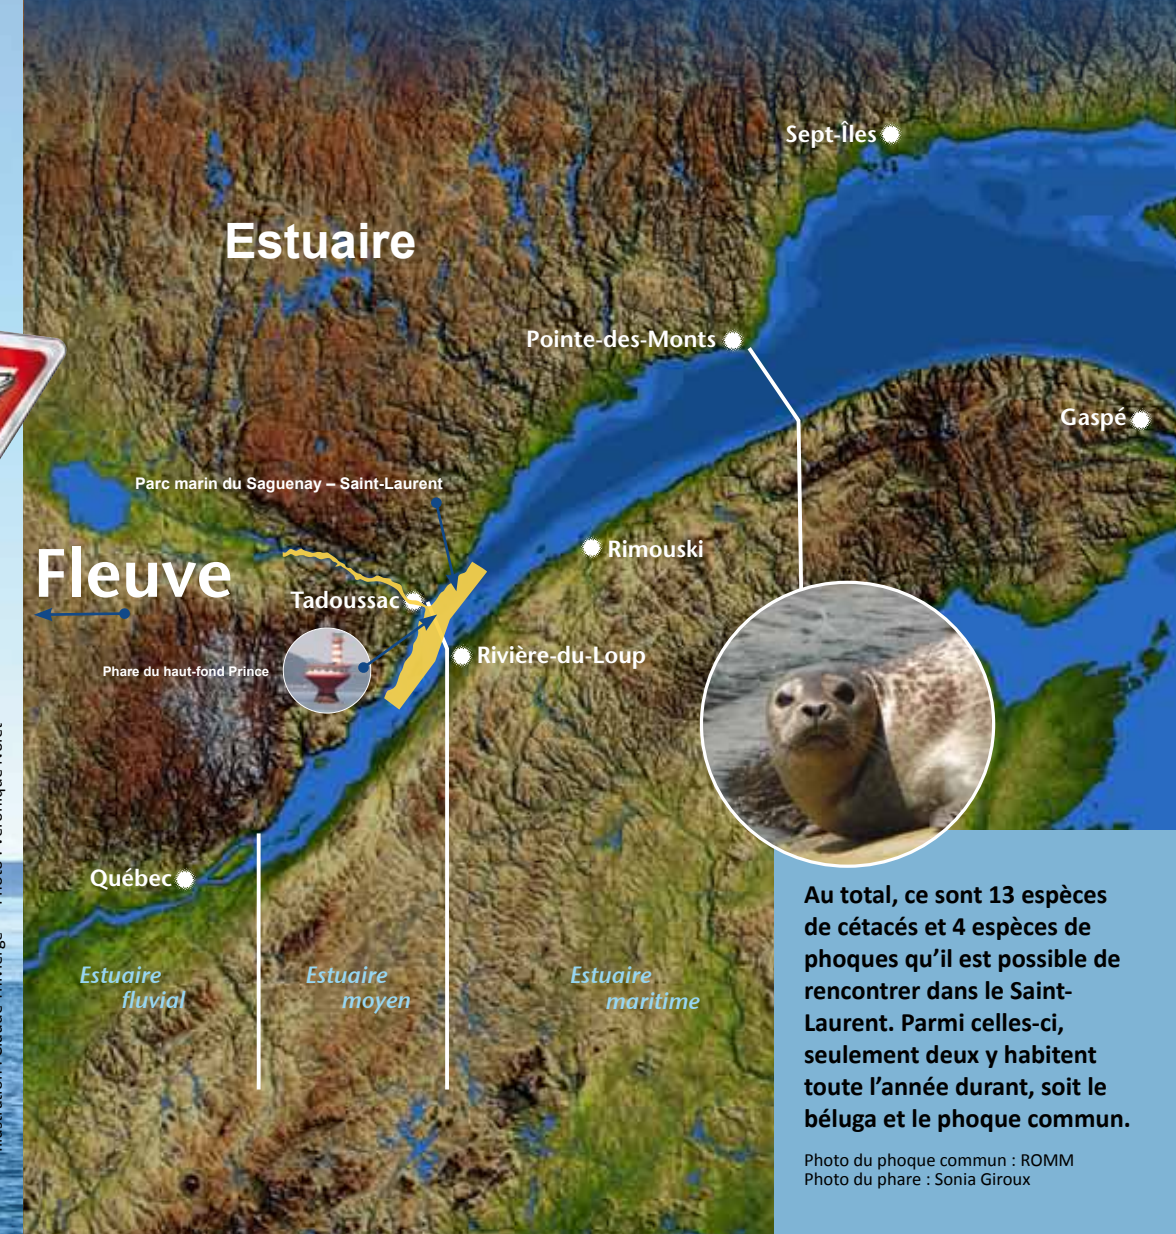 Sept-Îles
Estuaire
Pointe-des-Monts
Gaspé
Parc marin du Saguenay – Saint-Laurent
Rimouski
Fleuve
Tadoussac
Rivière-du-Loup
Phare du haut-fond Prince
Québec
Estuaire
fluvial
Estuaire
moyen
Estuaire
maritime
Au total, ce sont 13 espèces
de cétacés et 4 espèces de
phoques qu’il est possible de
rencontrer dans le Saint-
Laurent. Parmi celles-ci,
seulement deux y habitent
toute l’année durant, soit le
béluga et le phoque commun.
Photo du phoque commun : ROMM
Photo du phare : Sonia Giroux